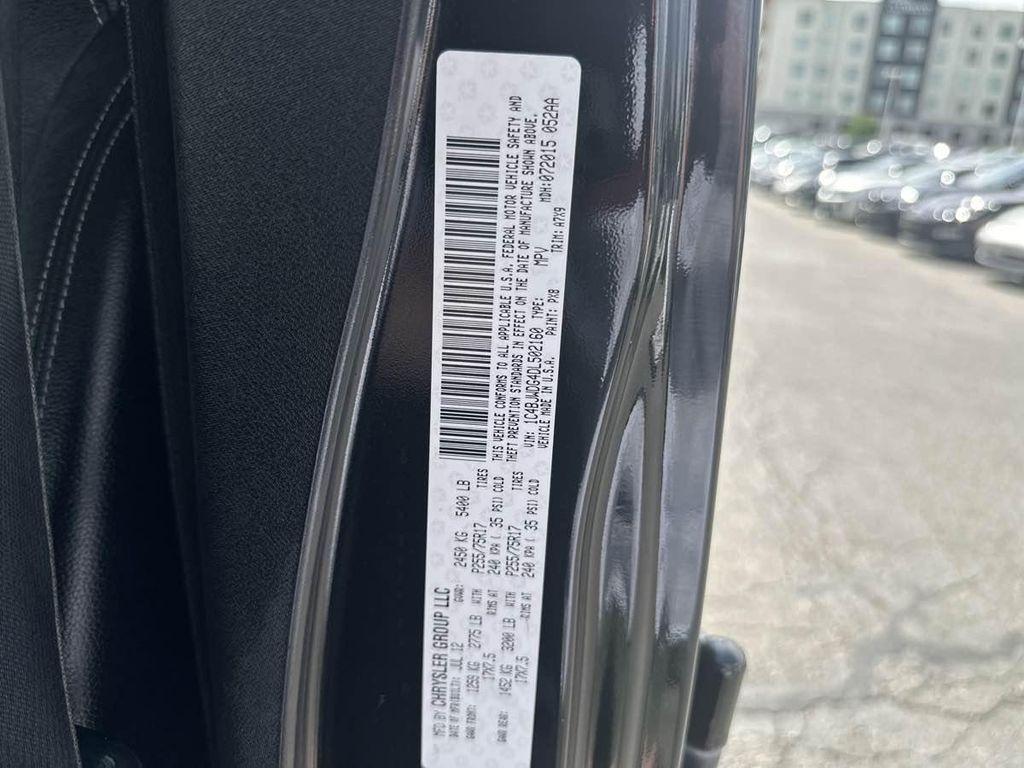 MFD BY CHRYSLER GROUP LLC
DATE OF MFR(BUILT): JUL 12 GVWR: 2450 KG 5400 LB
GAWR FRONT: 1259 KG 2775 LB WITH P255/75R17 TIRES
17X7.5 RIMS AT 240 KPA ( 35 PSI) COLD
GAWR REAR: 1452 KG 3200 LB WITH P255/75R17 TIRES
17X7.5 RIMS AT 240 KPA ( 35 PSI) COLD
THIS VEHICLE CONFORMS TO ALL APPLICABLE U.S.A. FEDERAL MOTOR VEHICLE SAFETY AND
THEFT PREVENTION STANDARDS IN EFFECT ON THE DATE OF MANUFACTURE SHOWN ABOVE.
VIN: 1C4BJWDG4DL502160 TYPE: MPV MDH:072015 052AA
VEHICLE MADE IN U.S.A. PAINT: PX8 TRIM: A7X9